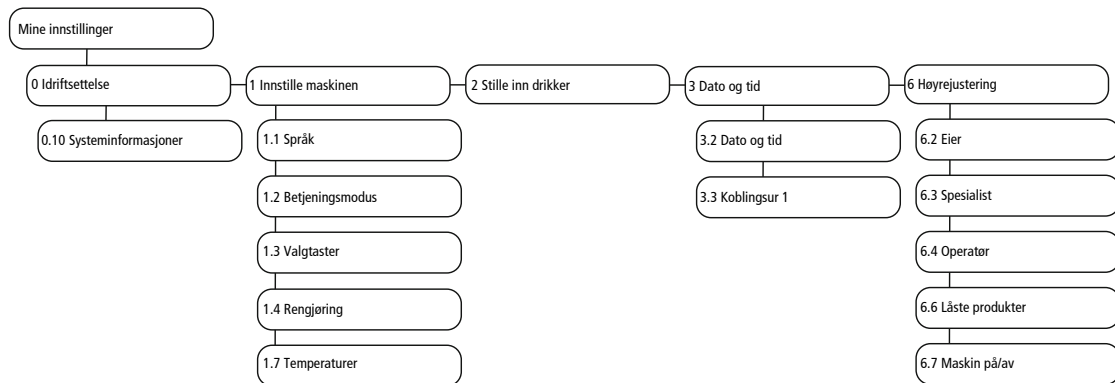 Mine innstillinger
0 Idriftsettelse
0.10 Systeminformasjoner
1 Innstille maskinen
1.1 Språk
1.2 Betjeningsmodus
1.3 Valgtaster
1.4 Rengjøring
1.7 Temperaturer
2 Stille inn drikker
3 Dato og tid
3.2 Dato og tid
3.3 Koblingsur 1
6 Høyrejustering
6.2 Eier
6.3 Spesialist
6.4 Operatør
6.6 Låste produkter
6.7 Maskin på/av